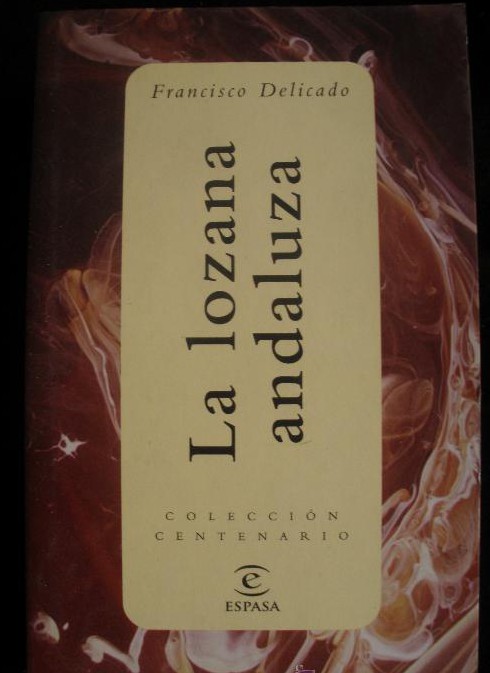 Francisco Delicado
La lozana
andaluza
COLECCIÓN
CENTENARIO
e
ESPASA